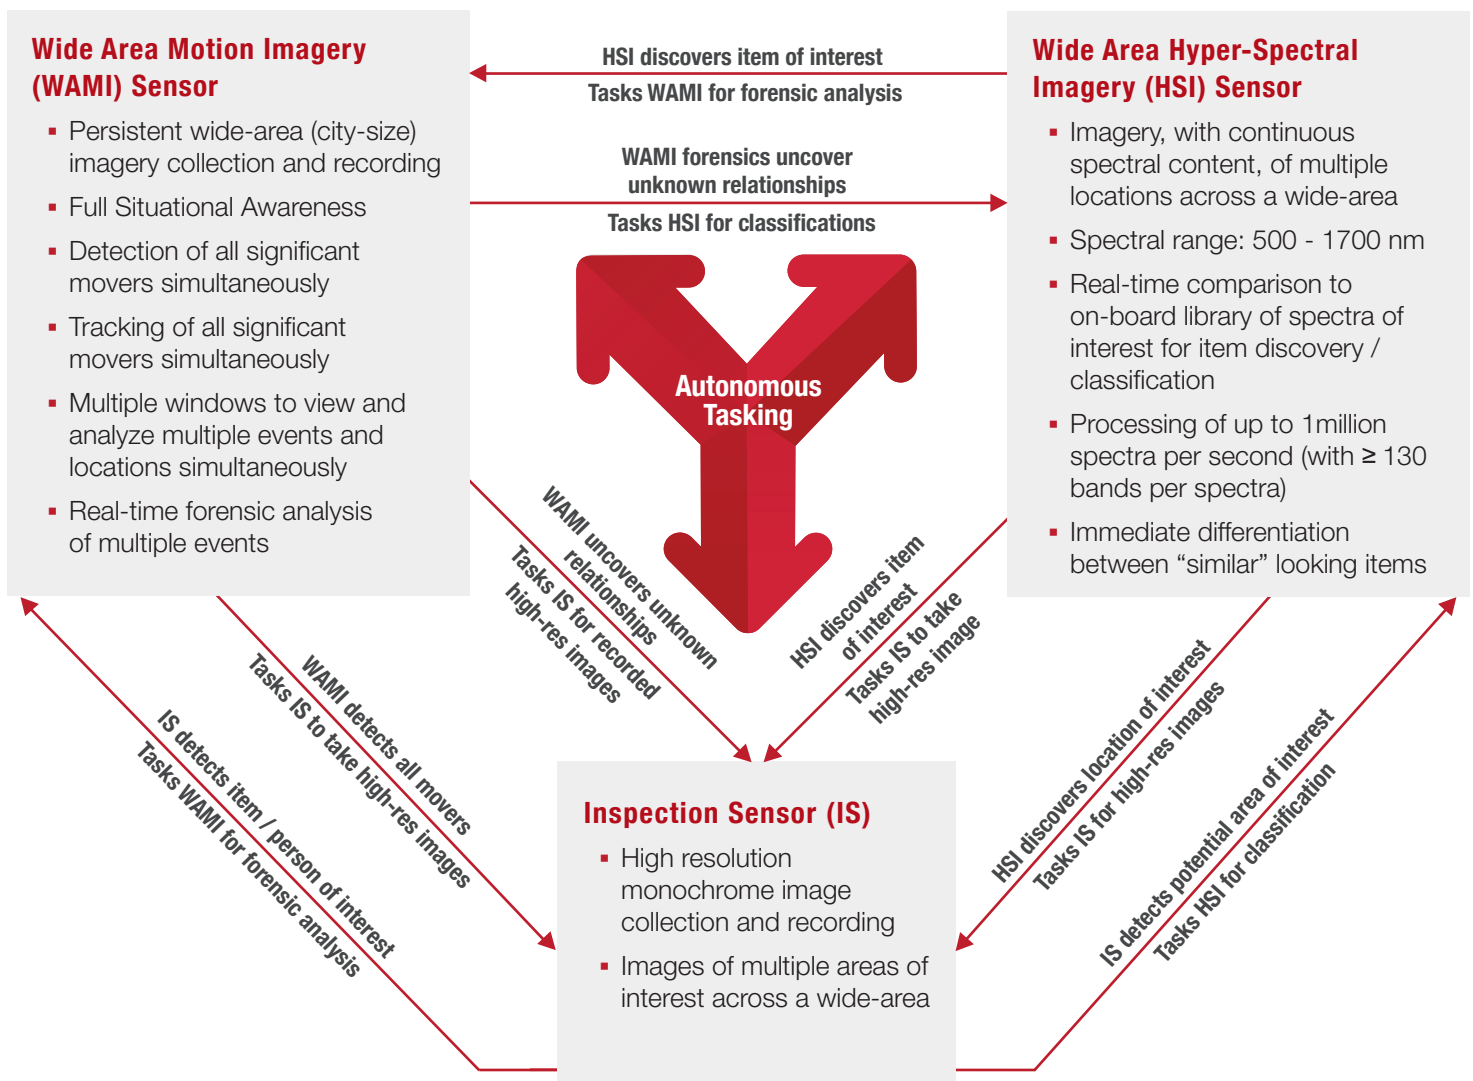 Wide Area Motion Imagery
(WAMI) Sensor
▪ Persistent wide-area (city-size)
imagery collection and recording
▪ Full Situational Awareness
▪ Detection of all significant
movers simultaneously
▪ Tracking of all significant
movers simultaneously
▪ Multiple windows to view and
analyze multiple events and
locations simultaneously
▪ Real-time forensic analysis
of multiple events
HSI discovers item of interest
Tasks WAMI for forensic analysis
WAMI forensics uncover
unknown relationships
Tasks HSI for classifications
Autonomous
Tasking
Wide Area Hyper-Spectral
Imagery (HSI) Sensor
▪ Imagery, with continuous
spectral content, of multiple
locations across a wide-area
▪ Spectral range: 500 - 1700 nm
▪ Real-time comparison to
on-board library of spectra of
interest for item discovery /
classification
▪ Processing of up to 1million
spectra per second (with ≥ 130
bands per spectra)
▪ Immediate differentiation
between “similar” looking items
WAMI uncovers unknown
relationships
Tasks IS for recorded
high-res images
HSI discovers item
of interest
Tasks IS to take
high-res image
WAMI detects all movers
Tasks IS to take high-res images
IS detects item / person of interest
Tasks WAMI for forensic analysis
HSI discovers location of interest
Tasks IS for high-res images
IS detects potential area of interest
Tasks HSI for classification
Inspection Sensor (IS)
▪ High resolution
monochrome image
collection and recording
▪ Images of multiple areas of
interest across a wide-area